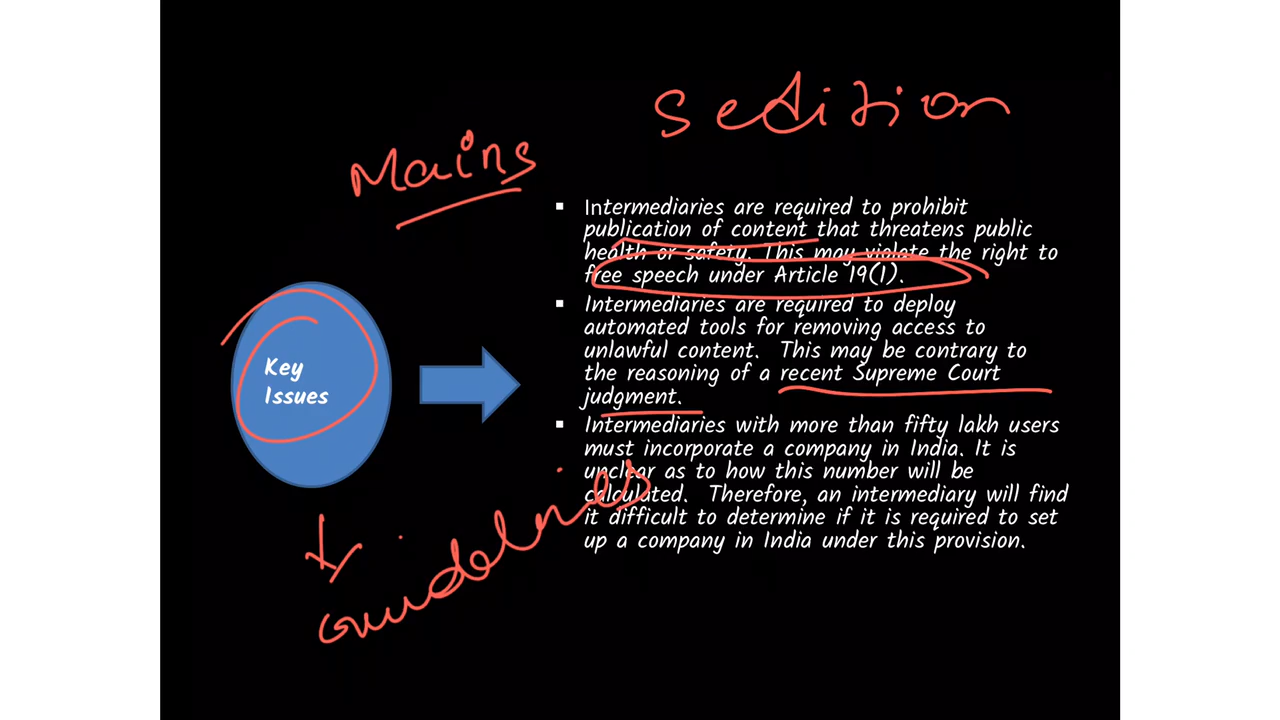 Sedition
Mains
Intermediaries are required to prohibit
publication of content that threatens public
health or safety. This may violate the right to
free speech under Article 19(1).
Intermediaries are required to deploy
automated tools for removing access to
unlawful content. This may be contrary to
the reasoning of a recent Supreme Court
judgment.
Intermediaries with more than fifty lakh users
must incorporate a company in India. It is
unclear as to how this number will be
calculated. Therefore, an intermediary will find
it difficult to determine if it is required to set
up a company in India under this provision.
Key
Issues
Guidelines